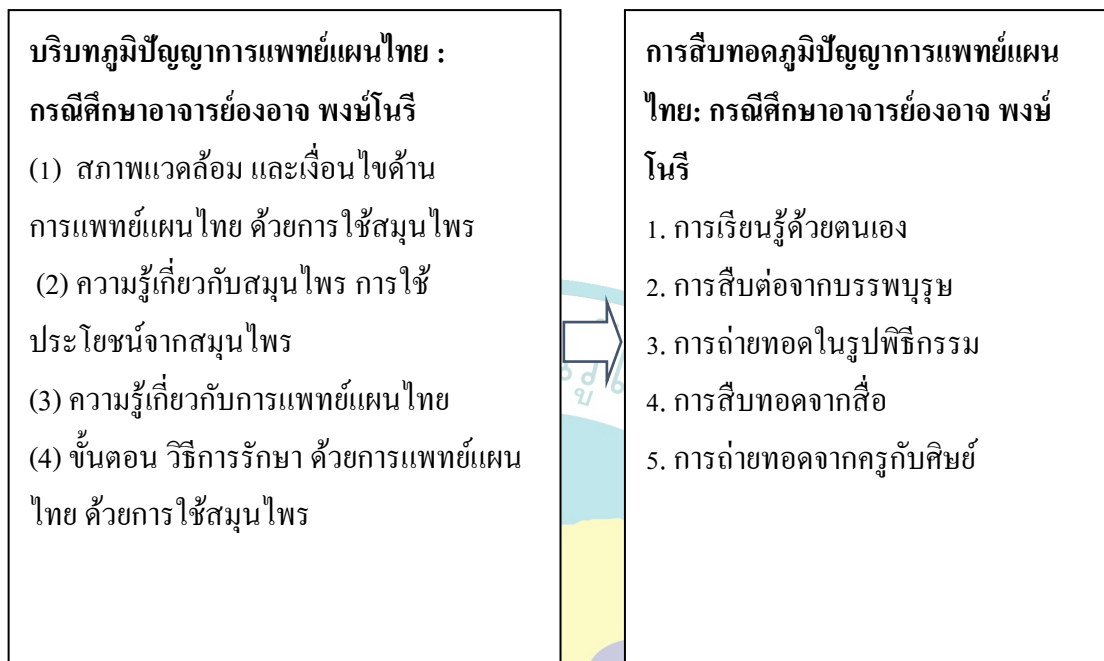 บริบทภูมิปัญญาการแพทย์แผนไทย :
กรณีศึกษาอาจารย์องอาจ พงษ์โนรี
(1) สภาพแวดล้อม และเงื่อนไขด้าน
การแพทย์แผนไทย ด้วยการใช้สมุนไพร
(2) ความรู้เกี่ยวกับสมุนไพร การใช้
ประโยชน์จากสมุนไพร
(3) ความรู้เกี่ยวกับการแพทย์แผนไทย
(4) ขั้นตอน วิธีการรักษา ด้วยการแพทย์แผน
ไทย ด้วยการใช้สมุนไพร
การสืบทอดภูมิปัญญาการแพทย์แผน
ไทย: กรณีศึกษาอาจารย์องอาจ พงษ์
โนรี
1. การเรียนรู้ด้วยตนเอง
2. การสืบต่อจากบรรพบุรุษ
3. การถ่ายทอดในรูปพิธีกรรม
4. การสืบทอดจากสื่อ
5. การถ่ายทอดจากครูกับศิษย์